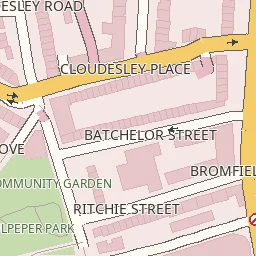 ESLEY ROAD
CLOUDESLEY PLACE
BATCHELOR STREET
OVE
BROMFIEL
OMMUNITY GARDEN
RITCHIE STREET
LPEPER PARK